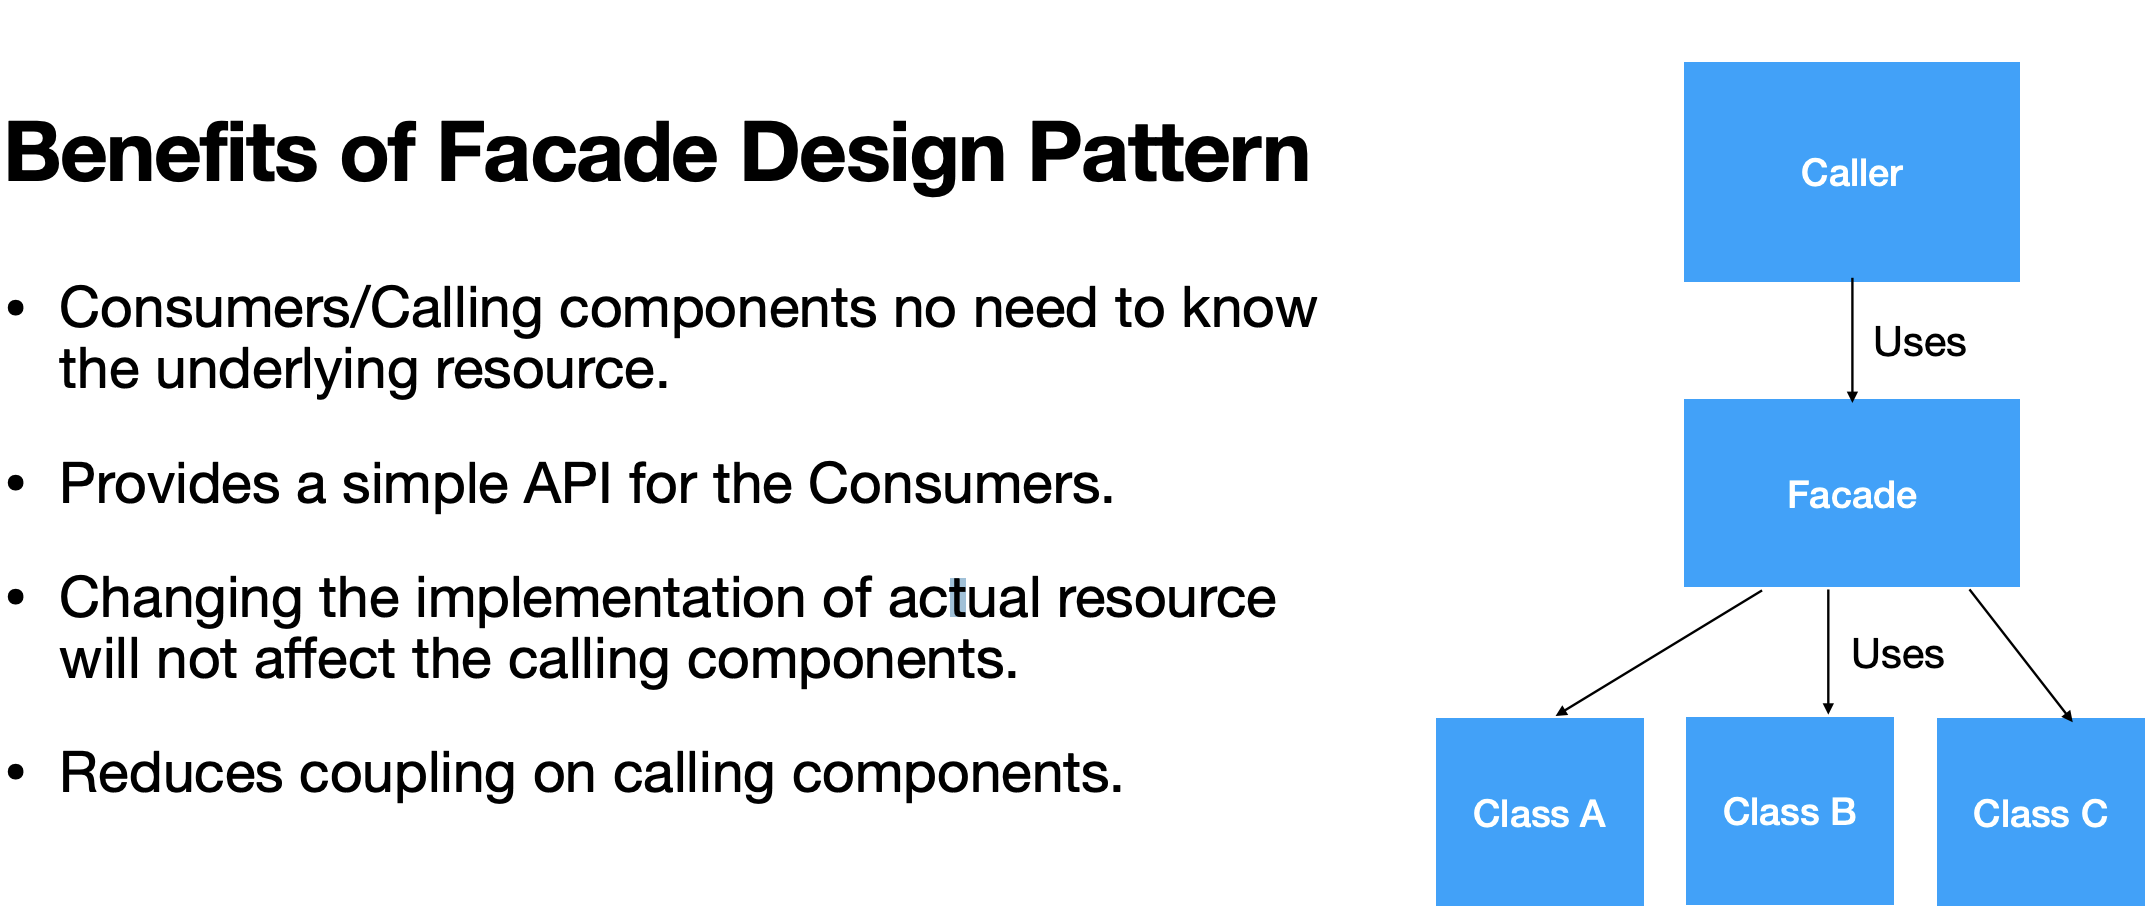 Benefits of Facade Design Pattern
• Consumers/Calling components no need to know
the underlying resource.
• Provides a simple API for the Consumers.
• Changing the implementation of actual resource
will not affect the calling components.
• Reduces coupling on calling components.
Caller
Uses
Facade
Uses
Class A
Class B
Class C